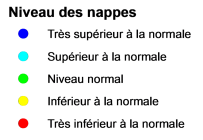 Niveau des nappes
Très supérieur à la normale
Supérieur à la normale
Niveau normal
Inférieur à la normale
Très inférieur à la normale